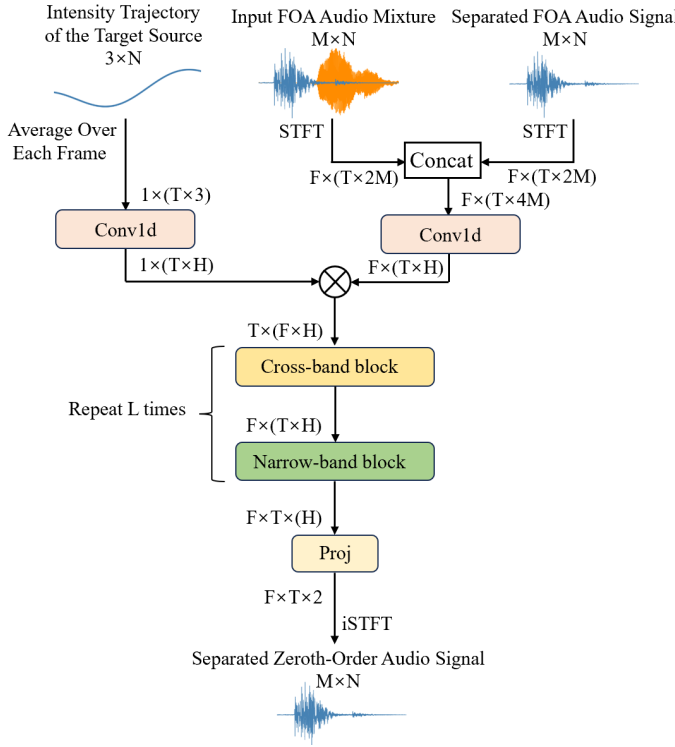 Intensity Trajectory
of the Target Source
3×N
Input FOA Audio Mixture
M×N
Separated FOA Audio Signal
M×N
Average Over
Each Frame
STFT
STFT
Concat
F×(T×2M)
F×(T×2M)
1×(T×3)
F×(T×4M)
Conv1d
Conv1d
1×(T×H)
F×(T×H)
T×(F×H)
Cross-band block
Repeat L times
F×(T×H)
Narrow-band block
F×T×(H)
Proj
F×T×2
iSTFT
Separated Zeroth-Order Audio Signal
M×N